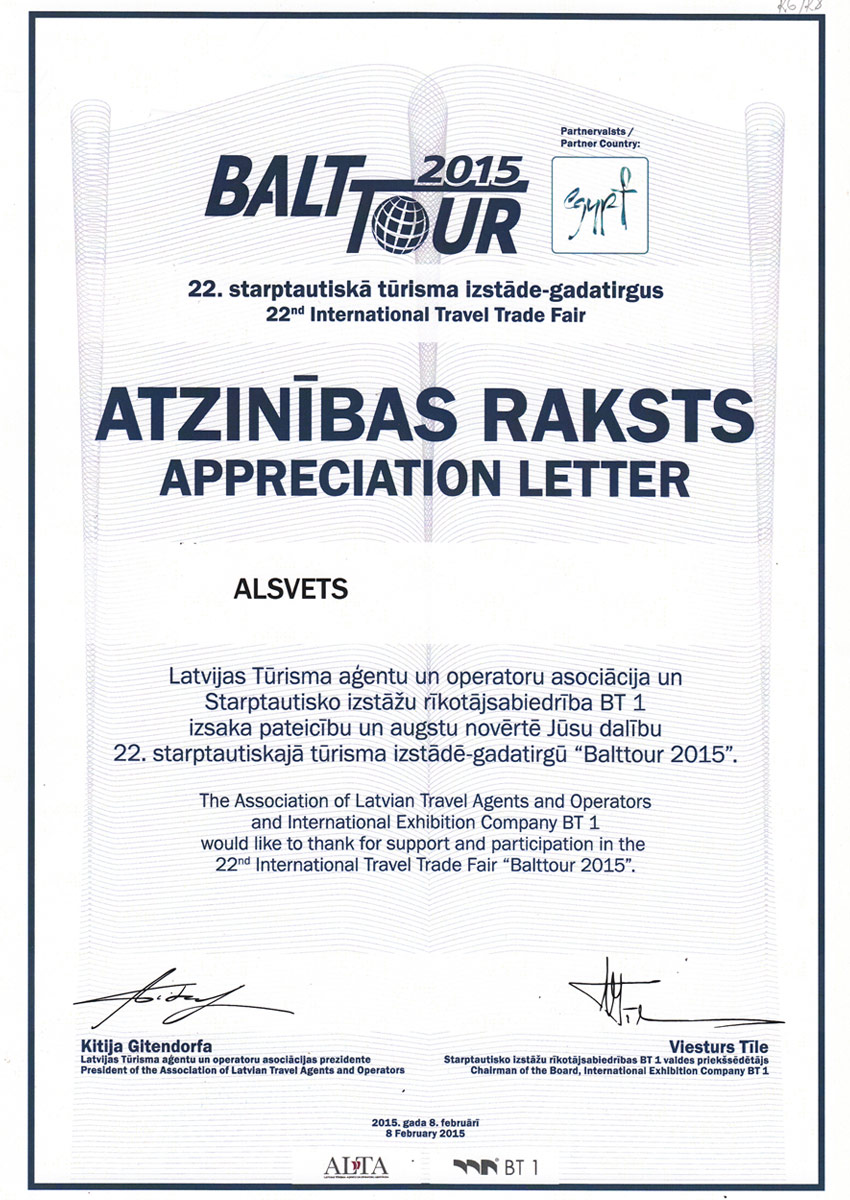 Partnervalsts /
Partner Country:
BALTTOUR 2015
egypt
22. starptautiskā tūrisma izstāde-gadatirgus
22nd International Travel Trade Fair
ATZINĪBAS RAKSTS
APPRECIATION LETTER
ALSVETS
Latvijas Tūrisma aģentu un operatoru asociācija un
Starptautisko izstāžu rīkotājsabiedrība BT 1
izsaka pateicību un augstu novērtē Jūsu dalību
22. starptautiskajā tūrisma izstādē-gadatirgū “Balttour 2015”.
The Association of Latvian Travel Agents and Operators
and International Exhibition Company BT 1
would like to thank for support and participation in the
22nd International Travel Trade Fair “Balttour 2015”.
Kitija Gitendorfa
Latvijas Tūrisma aģentu un operatoru asociācijas prezidente
President of the Association of Latvian Travel Agents and Operators
Viesturs Tīle
Starptautisko izstāžu rīkotājsabiedrības BT 1 valdes priekšsēdētājs
Chairman of the Board, International Exhibition Company BT 1
2015. gada 8. februārī
8 February 2015
ALTA
BT 1